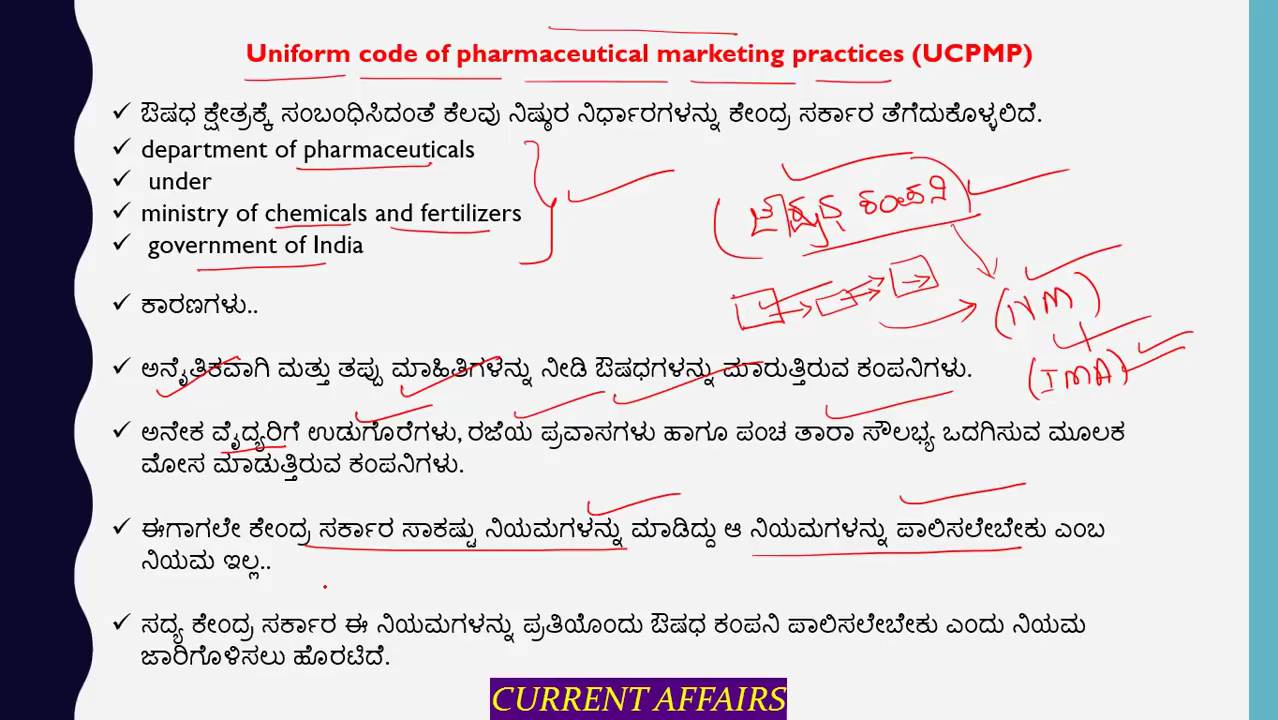 Uniform code of pharmaceutical marketing practices (UCPMP)
✓ ಔಷಧ ಕ್ಷೇತ್ರಕ್ಕೆ ಸಂಬಂಧಿಸಿದಂತೆ ಕೆಲವು ನಿಷ್ಠುರ ನಿರ್ಧಾರಗಳನ್ನು ಕೇಂದ್ರ ಸರ್ಕಾರ ತೆಗೆದುಕೊಳ್ಳಲಿದೆ.
✓ department of pharmaceuticals
✓ under
✓ ministry of chemicals and fertilizers
✓ government of India
ಕಂಪನಿ
(IVM)
(IMA)
✓ ಕಾರಣಗಳು..
✓ ಅನೈತಿಕವಾಗಿ ಮತ್ತು ತಪ್ಪು ಮಾಹಿತಿಗಳನ್ನು ನೀಡಿ ಔಷಧಗಳನ್ನು ಮಾರುತ್ತಿರುವ ಕಂಪನಿಗಳು.
✓ ಅನೇಕ ವೈದ್ಯರಿಗೆ ಉಡುಗೊರೆಗಳು, ರಜೆಯ ಪ್ರವಾಸಗಳು ಹಾಗೂ ಪಂಚ ತಾರಾ ಸೌಲಭ್ಯ ಒದಗಿಸುವ ಮೂಲಕ
ಮೋಸ ಮಾಡುತ್ತಿರುವ ಕಂಪನಿಗಳು.
✓ ಈಗಾಗಲೇ ಕೇಂದ್ರ ಸರ್ಕಾರ ಸಾಕಷ್ಟು ನಿಯಮಗಳನ್ನು ಮಾಡಿದ್ದು ಆ ನಿಯಮಗಳನ್ನು ಪಾಲಿಸಲೇಬೇಕು ಎಂಬ
ನಿಯಮ ಇಲ್ಲ..
✓ ಸದ್ಯ ಕೇಂದ್ರ ಸರ್ಕಾರ ಈ ನಿಯಮಗಳನ್ನು ಪ್ರತಿಯೊಂದು ಔಷಧ ಕಂಪನಿ ಪಾಲಿಸಲೇಬೇಕು ಎಂದು ನಿಯಮ
ಜಾರಿಗೊಳಿಸಲು ಹೊರಟಿದೆ.
CURRENT AFFAIRS